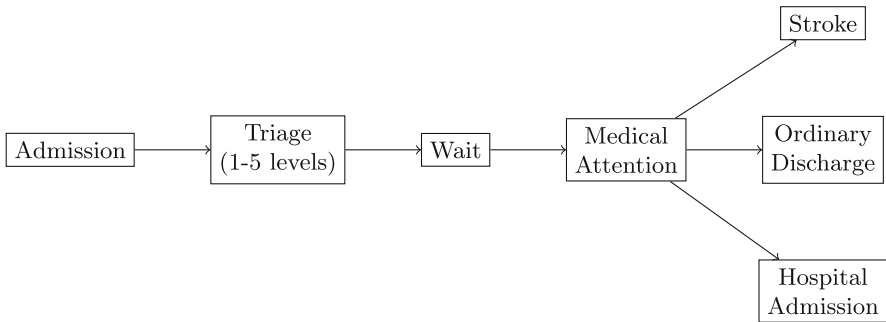 Stroke
Admission
Triage
(1-5 levels)
Wait
Medical
Attention
Ordinary
Discharge
Hospital
Admission